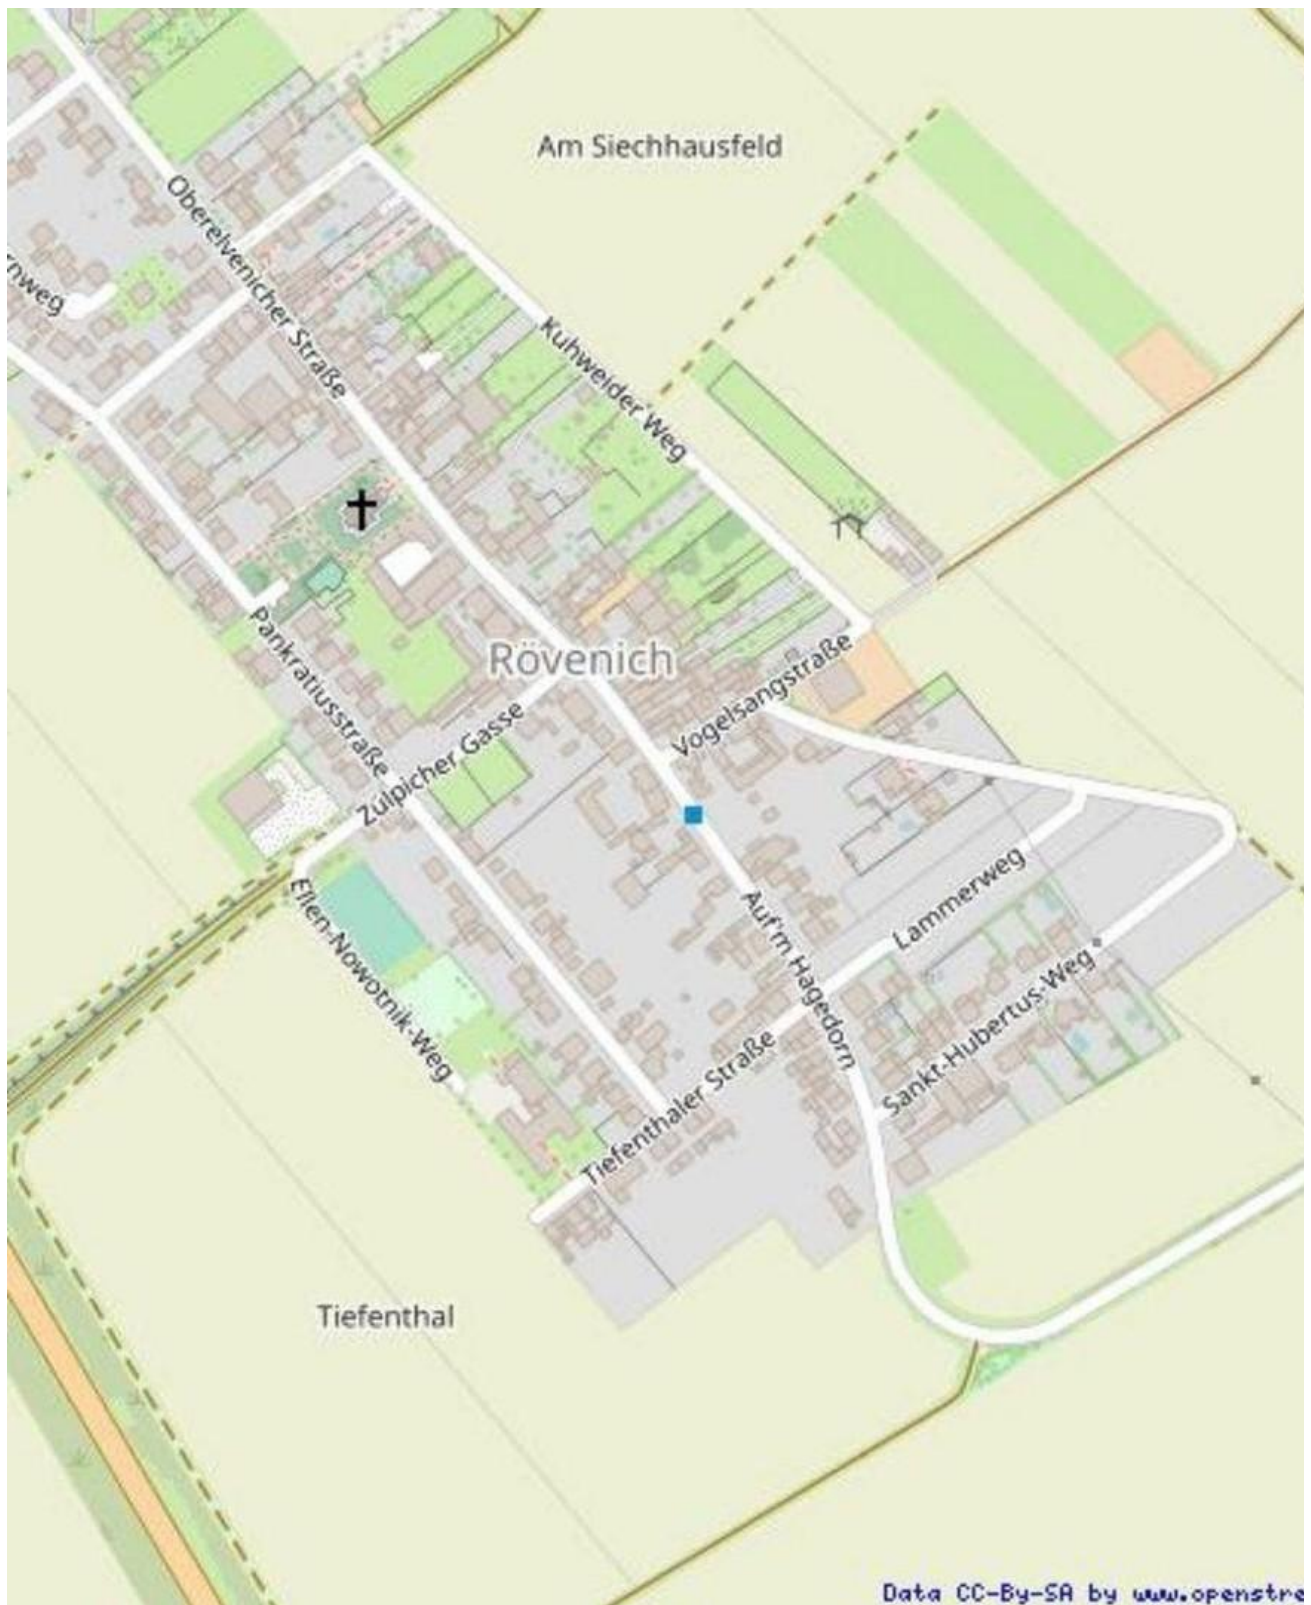 Am Siechhausfeld
Oberelvenicher Straße
rnweg
Kuhweider Weg
Rövenich
Pankratiusstraße
Vogelsangstraße
Zülpicher Gasse
Ellen-Nowotnik-Weg
Auf'm Hagedorn
Lammerweg
Sankt-Hubertus-Weg
Tiefenthaler Straße
Tiefenthal
Data CC-By-SA by www.openstre